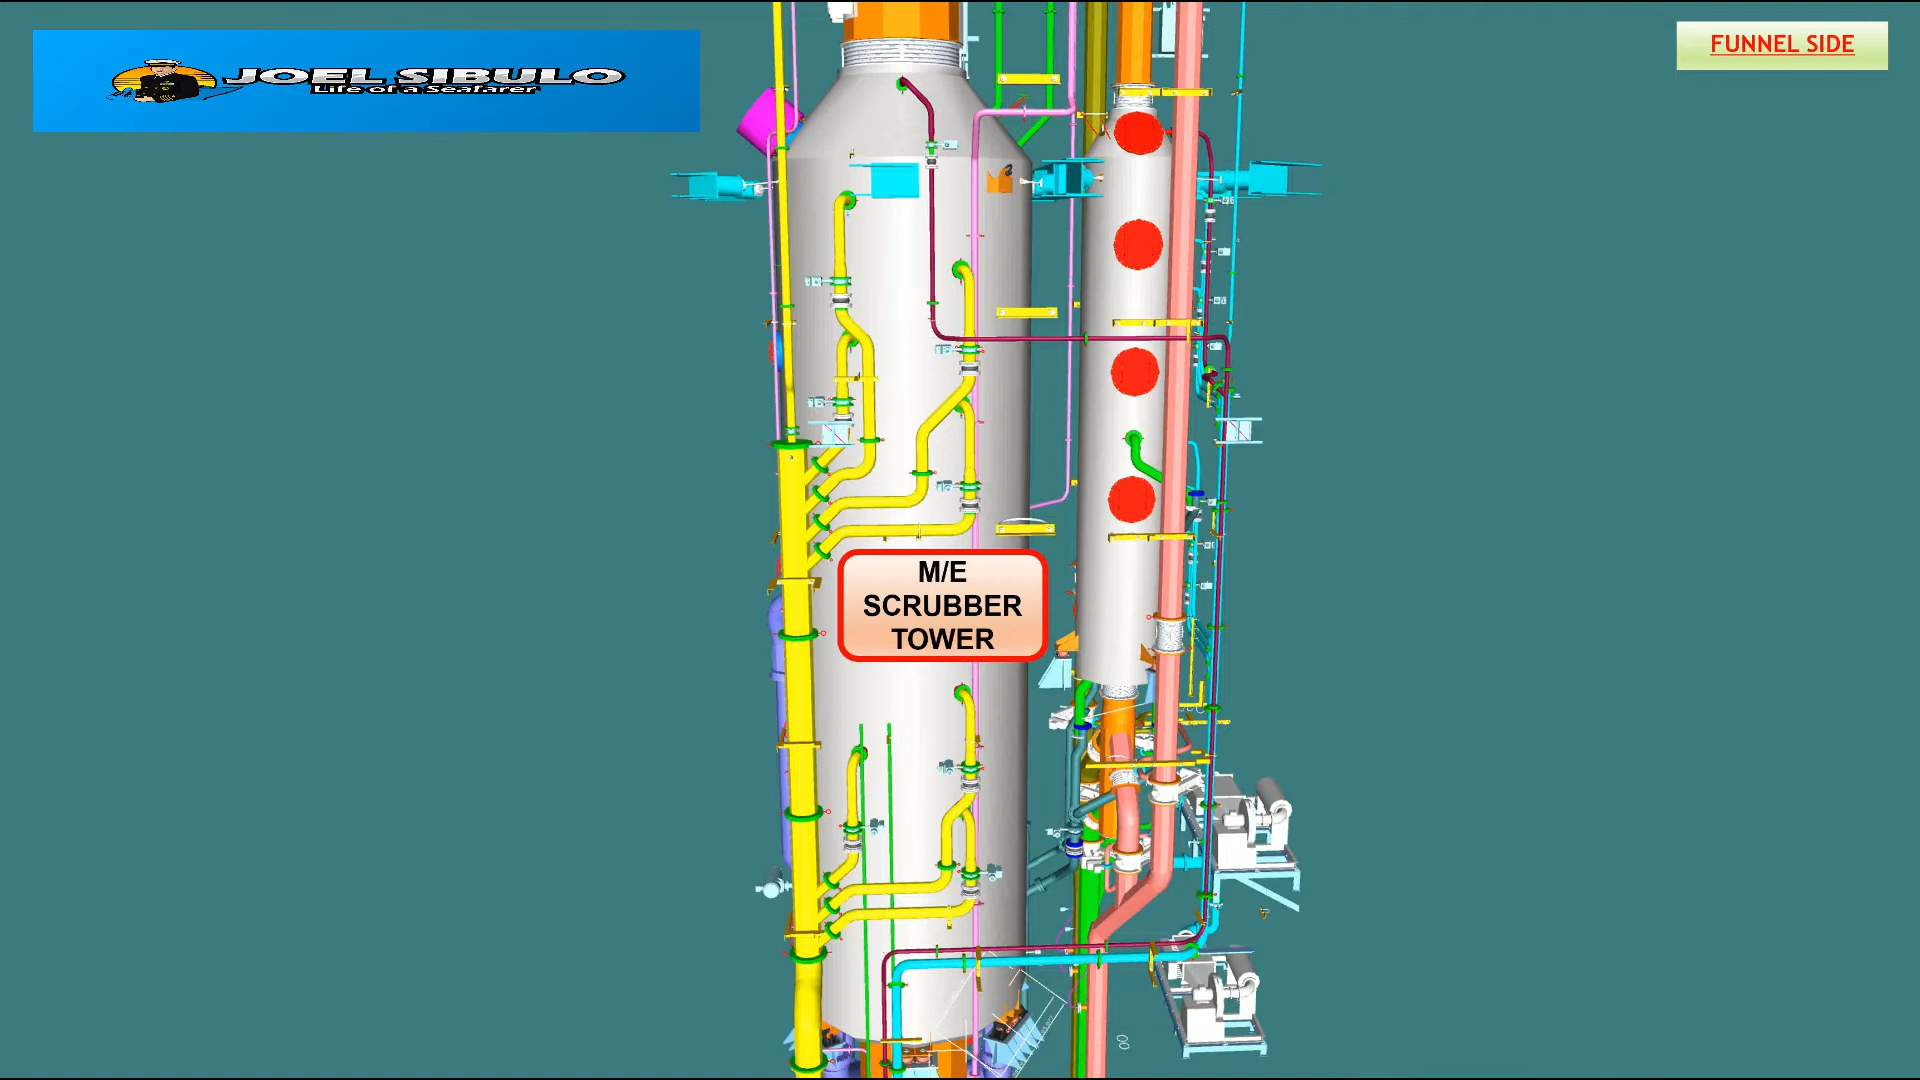 JOEL SIBULO
Life of a Seafarer
FUNNEL SIDE
M/E
SCRUBBER
TOWER